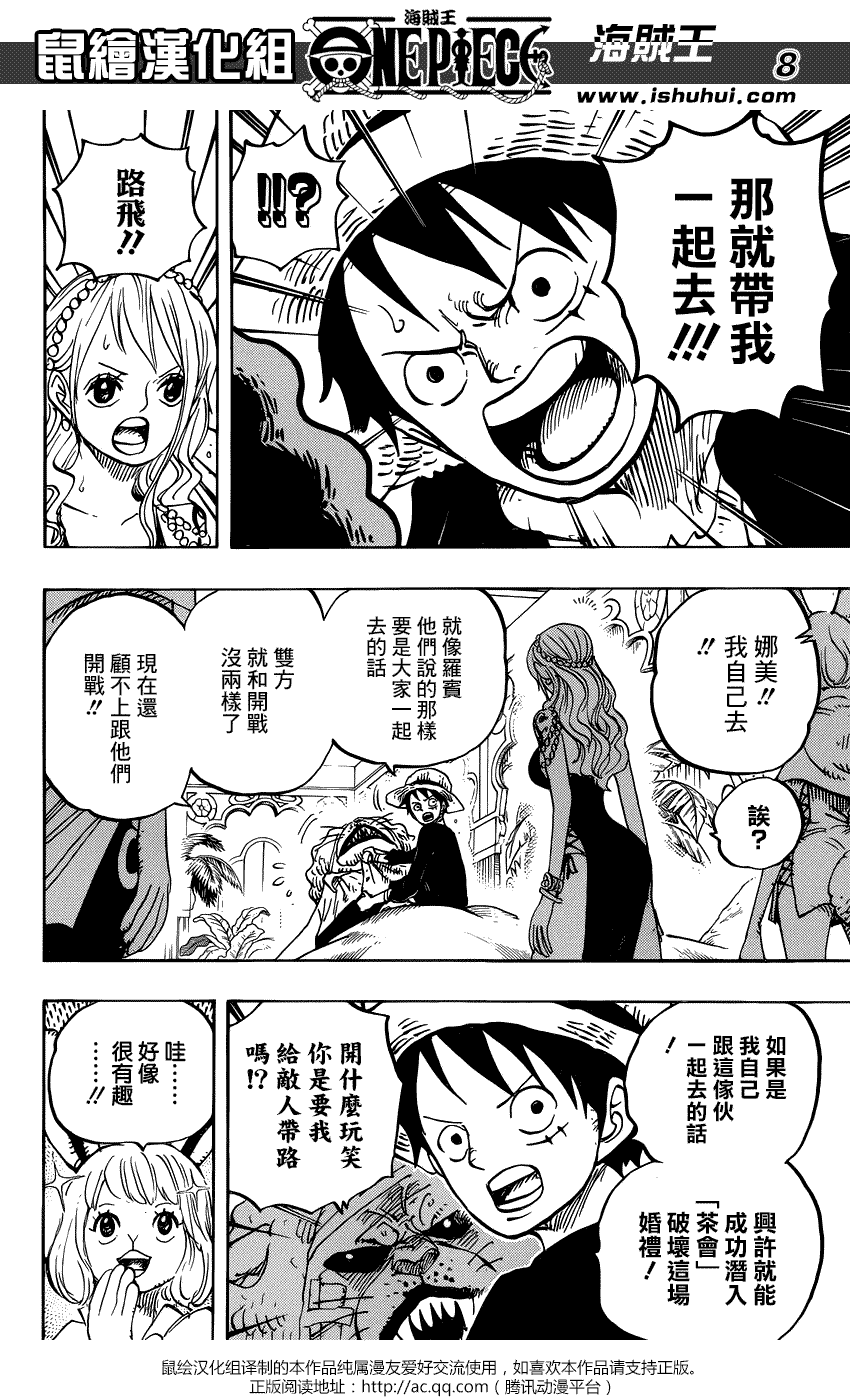 鼠繪漢化組
海賊王
ONE PIECE
海賊王
8
www.ishuhui.com
那就帶我
一起去!!!
!!?
路飛!!
娜美!!
我自己去
!!
誒?
就像羅賓
他們說的那樣
要是大家一起
去的話
雙方
就和開戰
沒兩樣了
現在還
顧不上跟他們
開戰!!
如果是
我自己
跟這傢伙
一起去的話
!
興許就能
成功潛入
「茶會」
破壞這場
婚禮!
開什麼玩笑
你是要我
給敵人帶路
嗎!?
哇……
好像
很有趣
……!!
鼠绘汉化组译制的本作品纯属漫友爱好交流使用，如喜欢本作品请支持正版。
正版阅读地址：http://ac.qq.com（腾讯动漫平台）